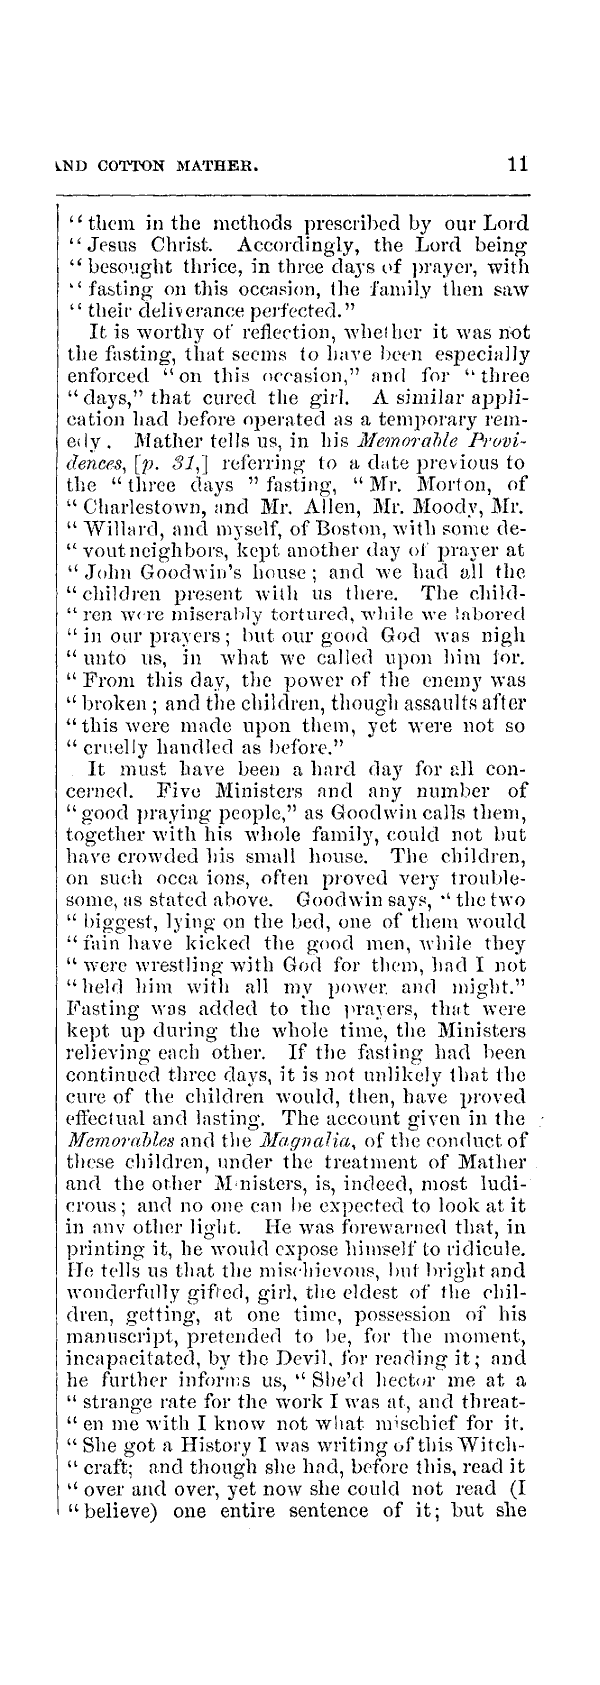 AND COTTON MATHER. 11
“them in the methods prescribed by our Lord
“Jesus Christ. Accordingly, the Lord being
“besought thrice, in three days of prayer, with
“fasting on this occasion, the family then saw
“their deliverance perfected.”
It is worthy of reflection, whether it was not
the fasting, that seems to have been especially
enforced “on this occasion,” and for “three
“days,” that cured the girl. A similar appli-
cation had before operated as a temporary rem-
edy. Mather tells us, in his Memorable Provi-
dences, [p. 31,] referring to a date previous to
the “three days” fasting, “Mr. Morton, of
“Charlestown, and Mr. Allen, Mr. Moody, Mr.
“Willard, and myself, of Boston, with some de-
“vout neighbors, kept another day of prayer at
“John Goodwin's house; and we had all the
“children present with us there. The child-
“ren were miserably tortured, while we labored
“in our prayers; but our good God was nigh
“unto us, in what we called upon him for.
“From this day, the power of the enemy was
“broken; and the children, though assaults after
“this were made upon them, yet were not so
“cruelly handled as before.”
It must have been a hard day for all con-
cerned. Five Ministers and any number of
“good praying people,” as Goodwin calls them,
together with his whole family, could not but
have crowded his small house. The children,
on such occa ions, often proved very trouble-
some, as stated above. Goodwin says, “the two
“biggest, lying on the bed, one of them would
“fain have kicked the good men, while they
“were wrestling with God for them, had I not
“held him with all my power and might.”
Fasting was added to the prayers, that were
kept up during the whole time, the Ministers
relieving each other. If the fasting had been
continued three days, it is not unlikely that the
cure of the children would, then, have proved
effectual and lasting. The account given in the
Memorables and the Magnalia, of the conduct of
these children, under the treatment of Mather
and the other Ministers, is, indeed, most ludi-
crous; and no one can be expected to look at it
in any other light. He was forewarned that, in
printing it, he would expose himself to ridicule.
He tells us that the mischievous, but bright and
wonderfully gifted, girl, the eldest of the chil-
dren, getting, at one time, possession of his
manuscript, pretended to be, for the moment,
incapacitated, by the Devil, for reading it; and
he further informs us, “She'd hector me at a
“strange rate for the work I was at, and threat-
“en me with I know not what mischief for it.
“She got a History I was writing of this Witch-
“craft; and though she had, before this, read it
“over and over, yet now she could not read (I
“believe) one entire sentence of it; but she